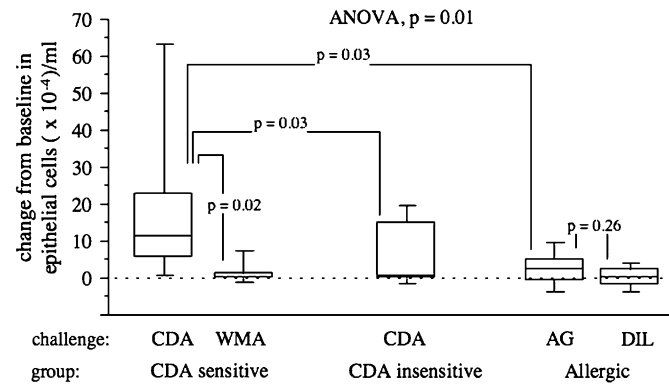 ANOVA, p = 0.01
change from baseline in
epithelial cells ( x 10-4)/ml
70
60
50
40
30
20
10
0
p = 0.03
p = 0.03
p = 0.02
p = 0.26
challenge: CDA WMA CDA AG DIL
group: CDA sensitive CDA insensitive Allergic